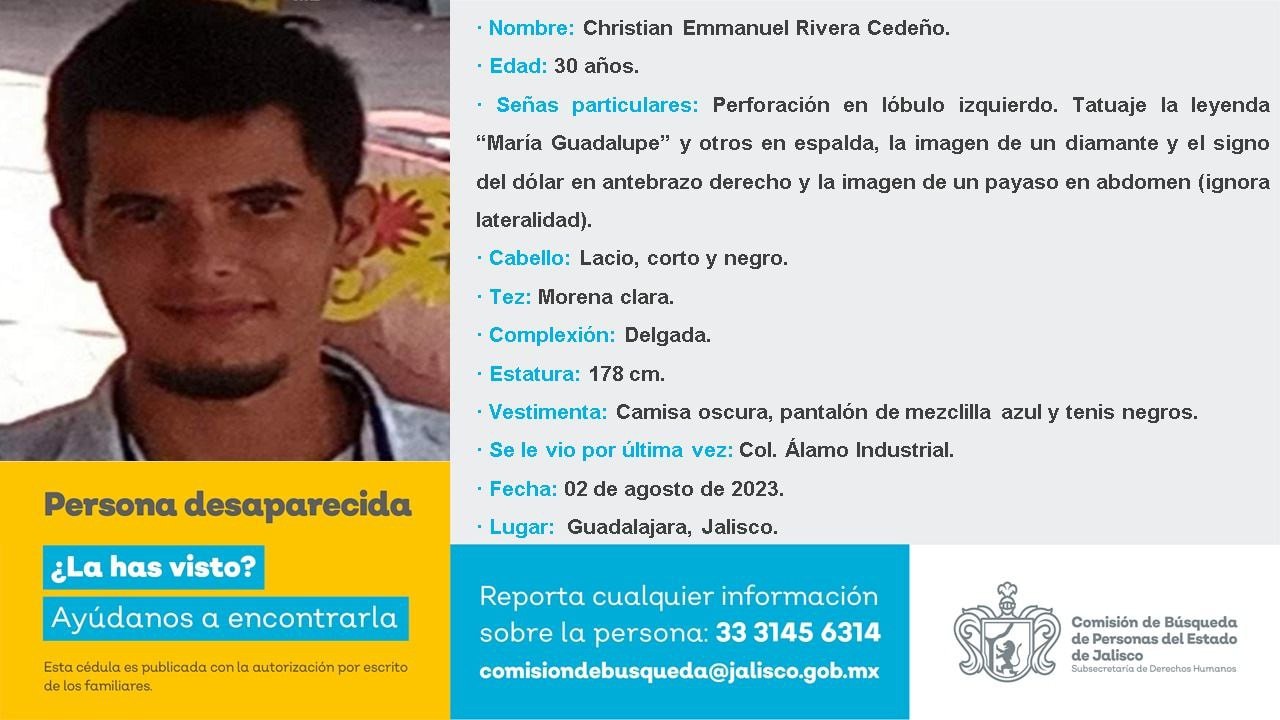 · Nombre: Christian Emmanuel Rivera Cedeño.
· Edad: 30 años.
· Señas particulares: Perforación en lóbulo izquierdo. Tatuaje la leyenda
“María Guadalupe” y otros en espalda, la imagen de un diamante y el signo
del dólar en antebrazo derecho y la imagen de un payaso en abdomen (ignora
lateralidad).
· Cabello: Lacio, corto y negro.
· Tez: Morena clara.
· Complexión: Delgada.
· Estatura: 178 cm.
· Vestimenta: Camisa oscura, pantalón de mezclilla azul y tenis negros.
· Se le vio por última vez: Col. Álamo Industrial.
· Fecha: 02 de agosto de 2023.
· Lugar: Guadalajara, Jalisco.
Persona desaparecida
¿La has visto?
Ayúdanos a encontrarla
Esta cédula es publicada con la autorización por escrito
de los familiares.
Reporta cualquier información
sobre la persona: 33 3145 6314
comisiondebusqueda@jalisco.gob.mx
Comisión de Búsqueda
de Personas del Estado
de Jalisco
Subsecretaría de Derechos Humanos